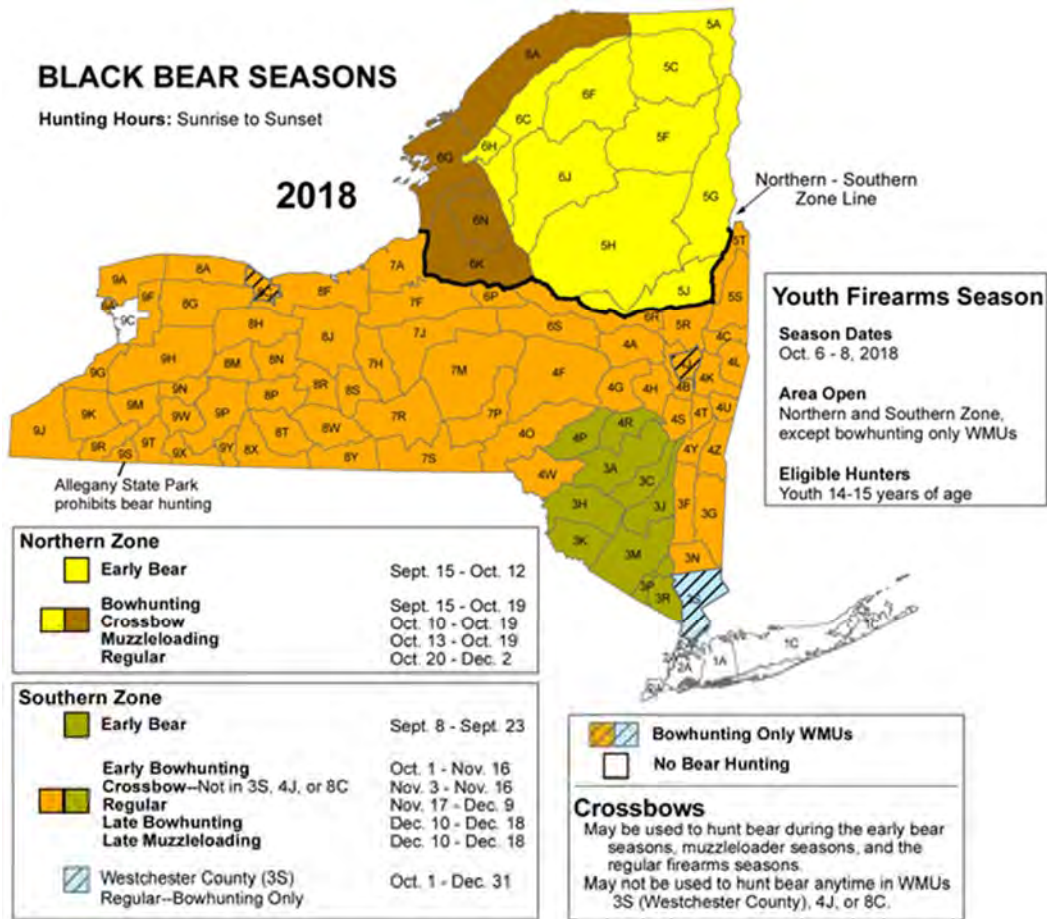 BLACK BEAR SEASONS
Hunting Hours: Sunrise to Sunset
2018
Northern - Southern
Zone Line
5A
5C
6A
6F
6C
5F
6H
6G
6J
5G
6N
5H
6K
5J
5T
7A
8A
9A
9F
8F
8G
7F
6P
5S
6R
5R
9C
6S
4C
8H
8J
7J
4A
4L
9H
7H
7M
4F
9G
8M
8N
4G
4H
4B
4K
9N
8R
8S
9K
9M
9W
9P
8P
7R
7P
4S
4T
4U
9J
8T
8W
4O
4P
4R
9R
9T
9X
9Y
8X
8Y
7S
9S
4Y
4Z
3A
4W
3C
3H
3J
3F
3G
3K
3M
3N
3P
3R
3S
1C
2A
1A
Allegany State Park
prohibits bear hunting
Youth Firearms Season
Season Dates
Oct. 6 - 8, 2018
Area Open
Northern and Southern Zone,
except bowhunting only WMUs
Eligible Hunters
Youth 14-15 years of age
Northern Zone
Early Bear Sept. 15 - Oct. 12
Bowhunting Sept. 15 - Oct. 19
Crossbow Oct. 10 - Oct. 19
Muzzleloading Oct. 13 - Oct. 19
Regular Oct. 20 - Dec. 2
Southern Zone
Early Bear Sept. 8 - Sept. 23
Early Bowhunting Oct. 1 - Nov. 16
Crossbow--Not in 3S, 4J, or 8C Nov. 3 - Nov. 16
Regular Nov. 17 - Dec. 9
Late Bowhunting Dec. 10 - Dec. 18
Late Muzzleloading Dec. 10 - Dec. 18
Westchester County (3S) Oct. 1 - Dec. 31
Regular--Bowhunting Only
Bowhunting Only WMUs
No Bear Hunting
Crossbows
May be used to hunt bear during the early bear
seasons, muzzleloader seasons, and the
regular firearms seasons.
May not be used to hunt bear anytime in WMUs
3S (Westchester County), 4J, or 8C.